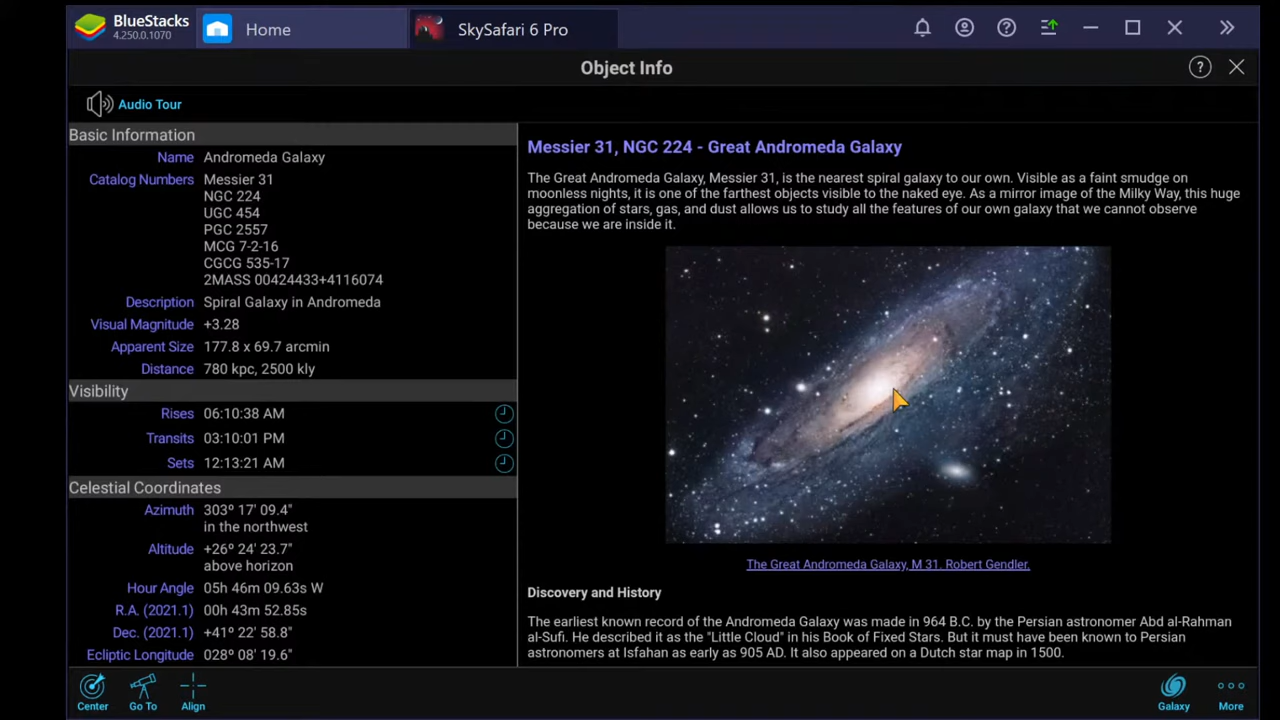 BlueStacks
4.250.0.1070
Home
SkySafari 6 Pro
Object Info
Audio Tour
Basic Information
Name Andromeda Galaxy
Catalog Numbers Messier 31
NGC 224
UGC 454
PGC 2557
MCG 7-2-16
CGCG 535-17
2MASS 00424433+4116074
Description Spiral Galaxy in Andromeda
Visual Magnitude +3.28
Apparent Size 177.8 x 69.7 arcmin
Distance 780 kpc, 2500 kly
Visibility
Rises 06:10:38 AM
Transits 03:10:01 PM
Sets 12:13:21 AM
Celestial Coordinates
Azimuth 303º 17' 09.4"
in the northwest
Altitude +26º 24' 23.7"
above horizon
Hour Angle 05h 46m 09.63s W
R.A. (2021.1) 00h 43m 52.85s
Dec. (2021.1) +41º 22' 58.8"
Ecliptic Longitude 028º 08' 19.6"
Messier 31, NGC 224 - Great Andromeda Galaxy
The Great Andromeda Galaxy, Messier 31, is the nearest spiral galaxy to our own. Visible as a faint smudge on
moonless nights, it is one of the farthest objects visible to the naked eye. As a mirror image of the Milky Way, this huge
aggregation of stars, gas, and dust allows us to study all the features of our own galaxy that we cannot observe
because we are inside it.
The Great Andromeda Galaxy, M 31. Robert Gendler.
Discovery and History
The earliest known record of the Andromeda Galaxy was made in 964 B.C. by the Persian astronomer Abd al-Rahman
al-Sufi. He described it as the "Little Cloud" in his Book of Fixed Stars. But it must have been known to Persian
astronomers at Isfahan as early as 905 AD. It also appeared on a Dutch star map in 1500.
Center
Go To
Align
Galaxy
More